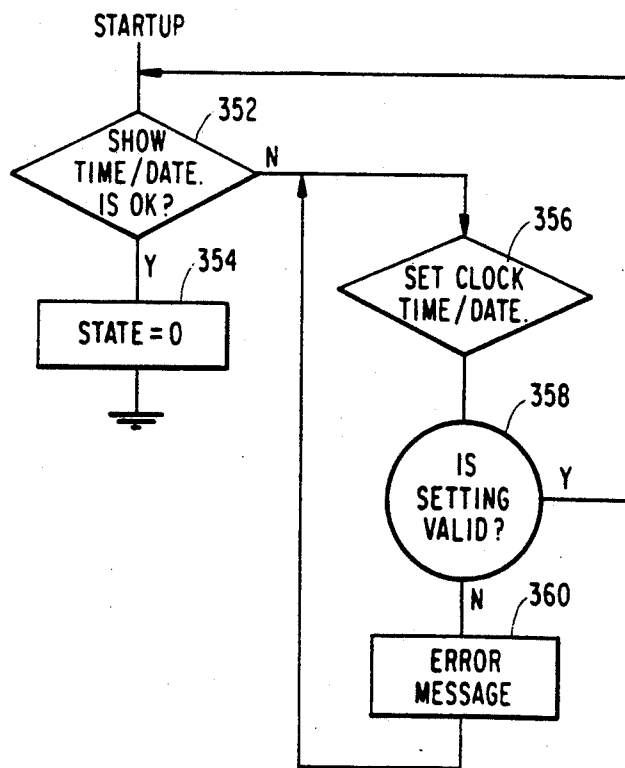 STARTUP
352
SHOW
TIME/DATE.
IS OK?
N
Y
354
STATE=0
356
SET CLOCK
TIME/DATE.
358
IS
SETTING
VALID?
Y
N
360
ERROR
MESSAGE